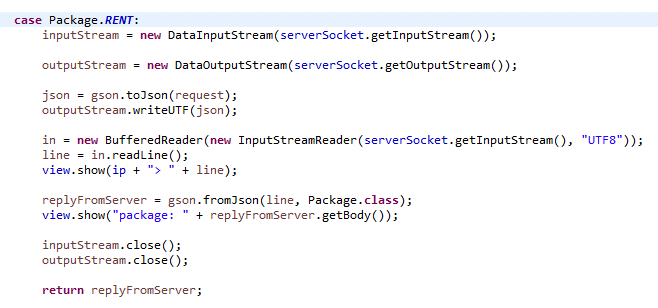 case Package.RENT:
inputStream = new DataInputStream(serverSocket.getInputStream());
outputStream = new DataOutputStream(serverSocket.getOutputStream());
json = gson.toJson(request);
outputStream.writeUTF(json);
in = new BufferedReader(new InputStreamReader(serverSocket.getInputStream(), "UTF8"));
line = in.readLine();
view.show(ip + "> " + line);
replyFromServer = gson.fromJson(line, Package.class);
view.show("package: " + replyFromServer.getBody());
inputStream.close();
outputStream.close();
return replyFromServer;